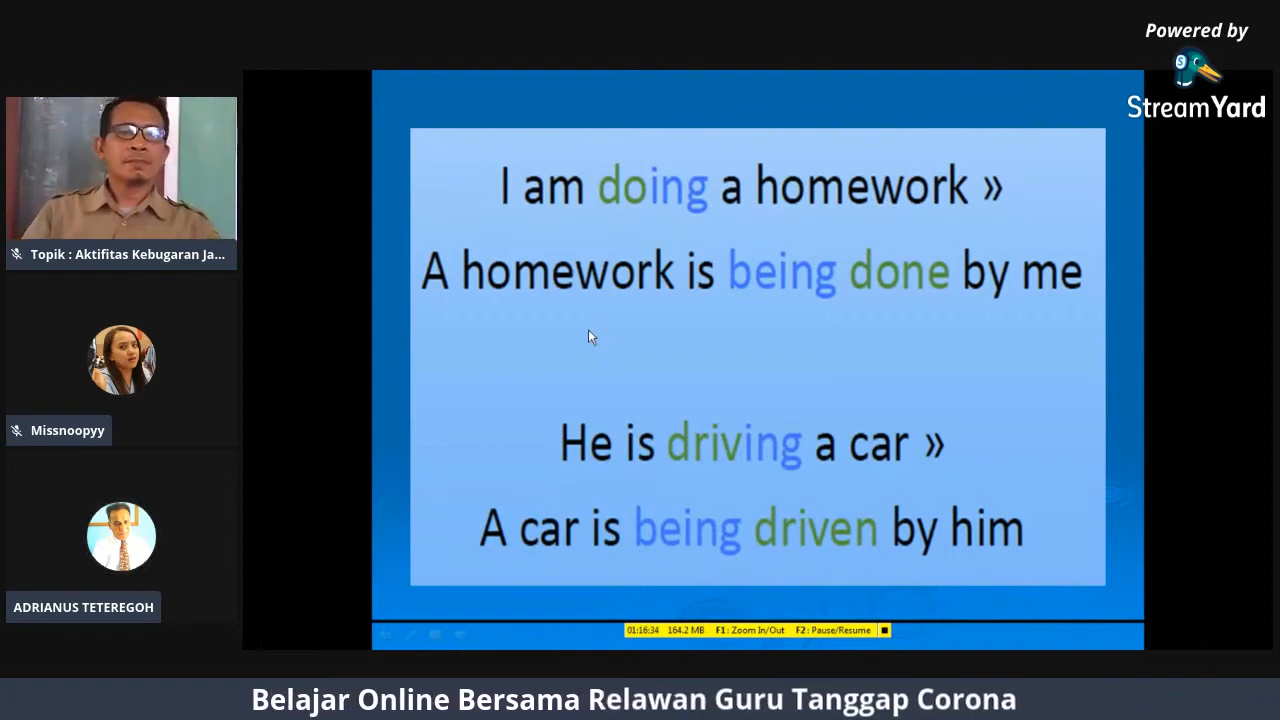 Powered by
StreamYard
I am doing a homework »
A homework is being done by me
He is driving a car »
A car is being driven by him
Topik : Aktifitas Kebugaran Ja...
Missnoopyy
ADRIANUS TETEREGOH
01:16:34 164.2 MB F1: Zoom In/Out F2: Pause/Resume
Belajar Online Bersama Relawan Guru Tanggap Corona